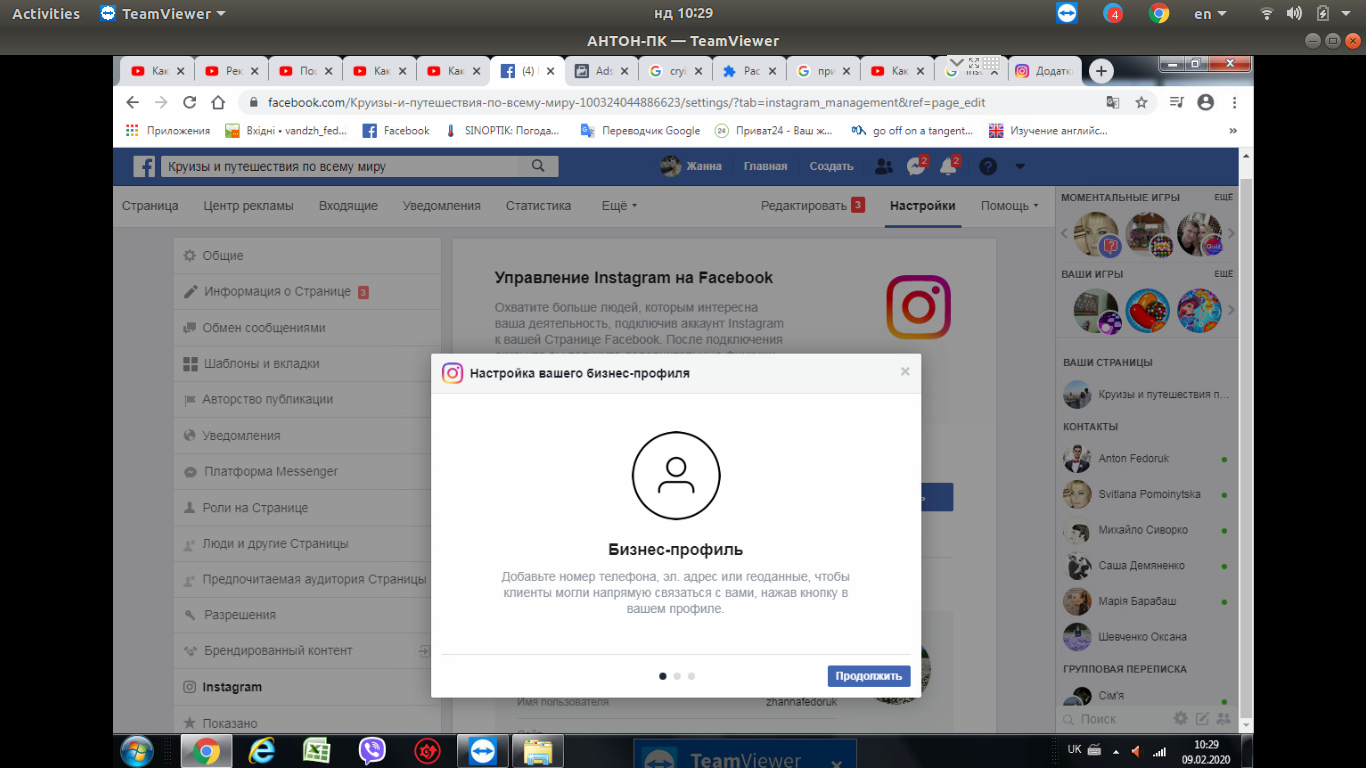 Activities
TeamViewer
нд 10:29
4
en
АНТОН-ПК — TeamViewer
Как
Рек
Пос
Как
Как
(4)
Ads
cryi
Рас
при
Как
Додатк
facebook.com/Круизы-и-путешествия-по-всему-миру-100324044886623/settings/?tab=instagram_management&ref=page_edit
Приложения
Вхідні • vandzh_fed...
Facebook
SINOPTIK: Погода...
Переводчик Google
24
Приват24 - Ваш ж...
go off on a tangent...
Изучение английс...
»
Круизы и путешествия по всему миру
Жанна
Главная
Создать
2
2
Страница
Центр рекламы
Входящие
Уведомления
Статистика
Ещё
Редактировать 3
Настройки
Помощь
Общие
Информация о Странице 3
Обмен сообщениями
Шаблоны и вкладки
Авторство публикации
Уведомления
Платформа Messenger
Роли на Странице
Люди и другие Страницы
Предпочитаемая аудитория Страницы
Разрешения
Брендированный контент
Instagram
Показано
Управление Instagram на Facebook
Охватите больше людей, которым интересна
ваша деятельность, подключив аккаунт Instagram
к вашей Странице Facebook. После подключения
Настройка вашего бизнес-профиля
Бизнес-профиль
Добавьте номер телефона, эл. адрес или геоданные, чтобы
клиенты могли напрямую связаться с вами, нажав кнопку в
вашем профиле.
Продолжить
Имя пользователя
zhannafedoruk
МОМЕНТАЛЬНЫЕ ИГРЫ
ЕЩЁ
ВАШИ ИГРЫ
ЕЩЁ
ВАШИ СТРАНИЦЫ
Круизы и путешествия п...
КОНТАКТЫ
Anton Fedoruk
Svitlana Pomoinytska
Михайло Сиворко
Саша Демяненко
Марія Барабаш
Шевченко Оксана
ГРУППОВАЯ ПЕРЕПИСКА
Сім'я
Поиск
TeamViewer
UK
10:29
09.02.2020